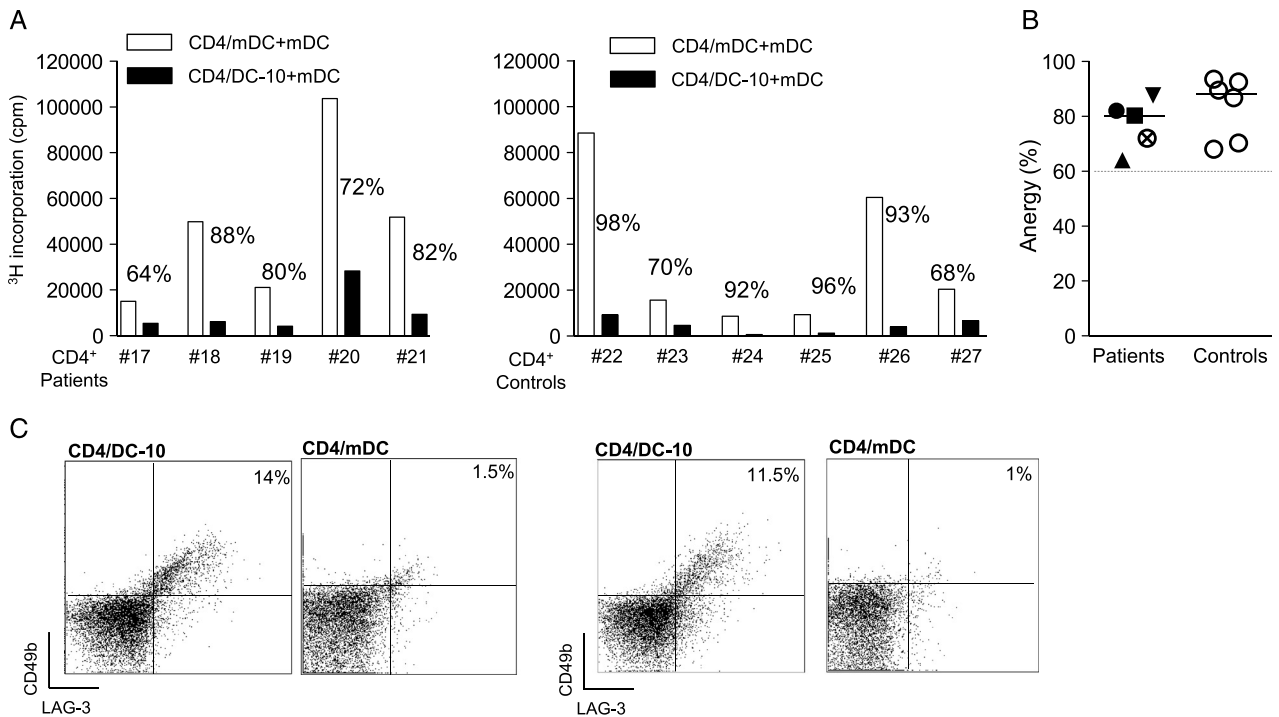 A
CD4/mDC+mDC
CD4/DC-10+mDC
³H incorporation (cpm)
120000
100000
80000
60000
40000
20000
0
64%
88%
80%
72%
82%
CD4⁺
Patients
#17
#18
#19
#20
#21
CD4/mDC+mDC
CD4/DC-10+mDC
120000
100000
80000
60000
40000
20000
0
98%
70%
92%
96%
93%
68%
CD4⁺
Controls
#22
#23
#24
#25
#26
#27
B
Anergy (%)
100
80
60
40
20
0
Patients
Controls
C
CD4/DC-10
14%
CD4/mDC
1.5%
CD49b
LAG-3
CD4/DC-10
11.5%
CD4/mDC
1%
CD49b
LAG-3